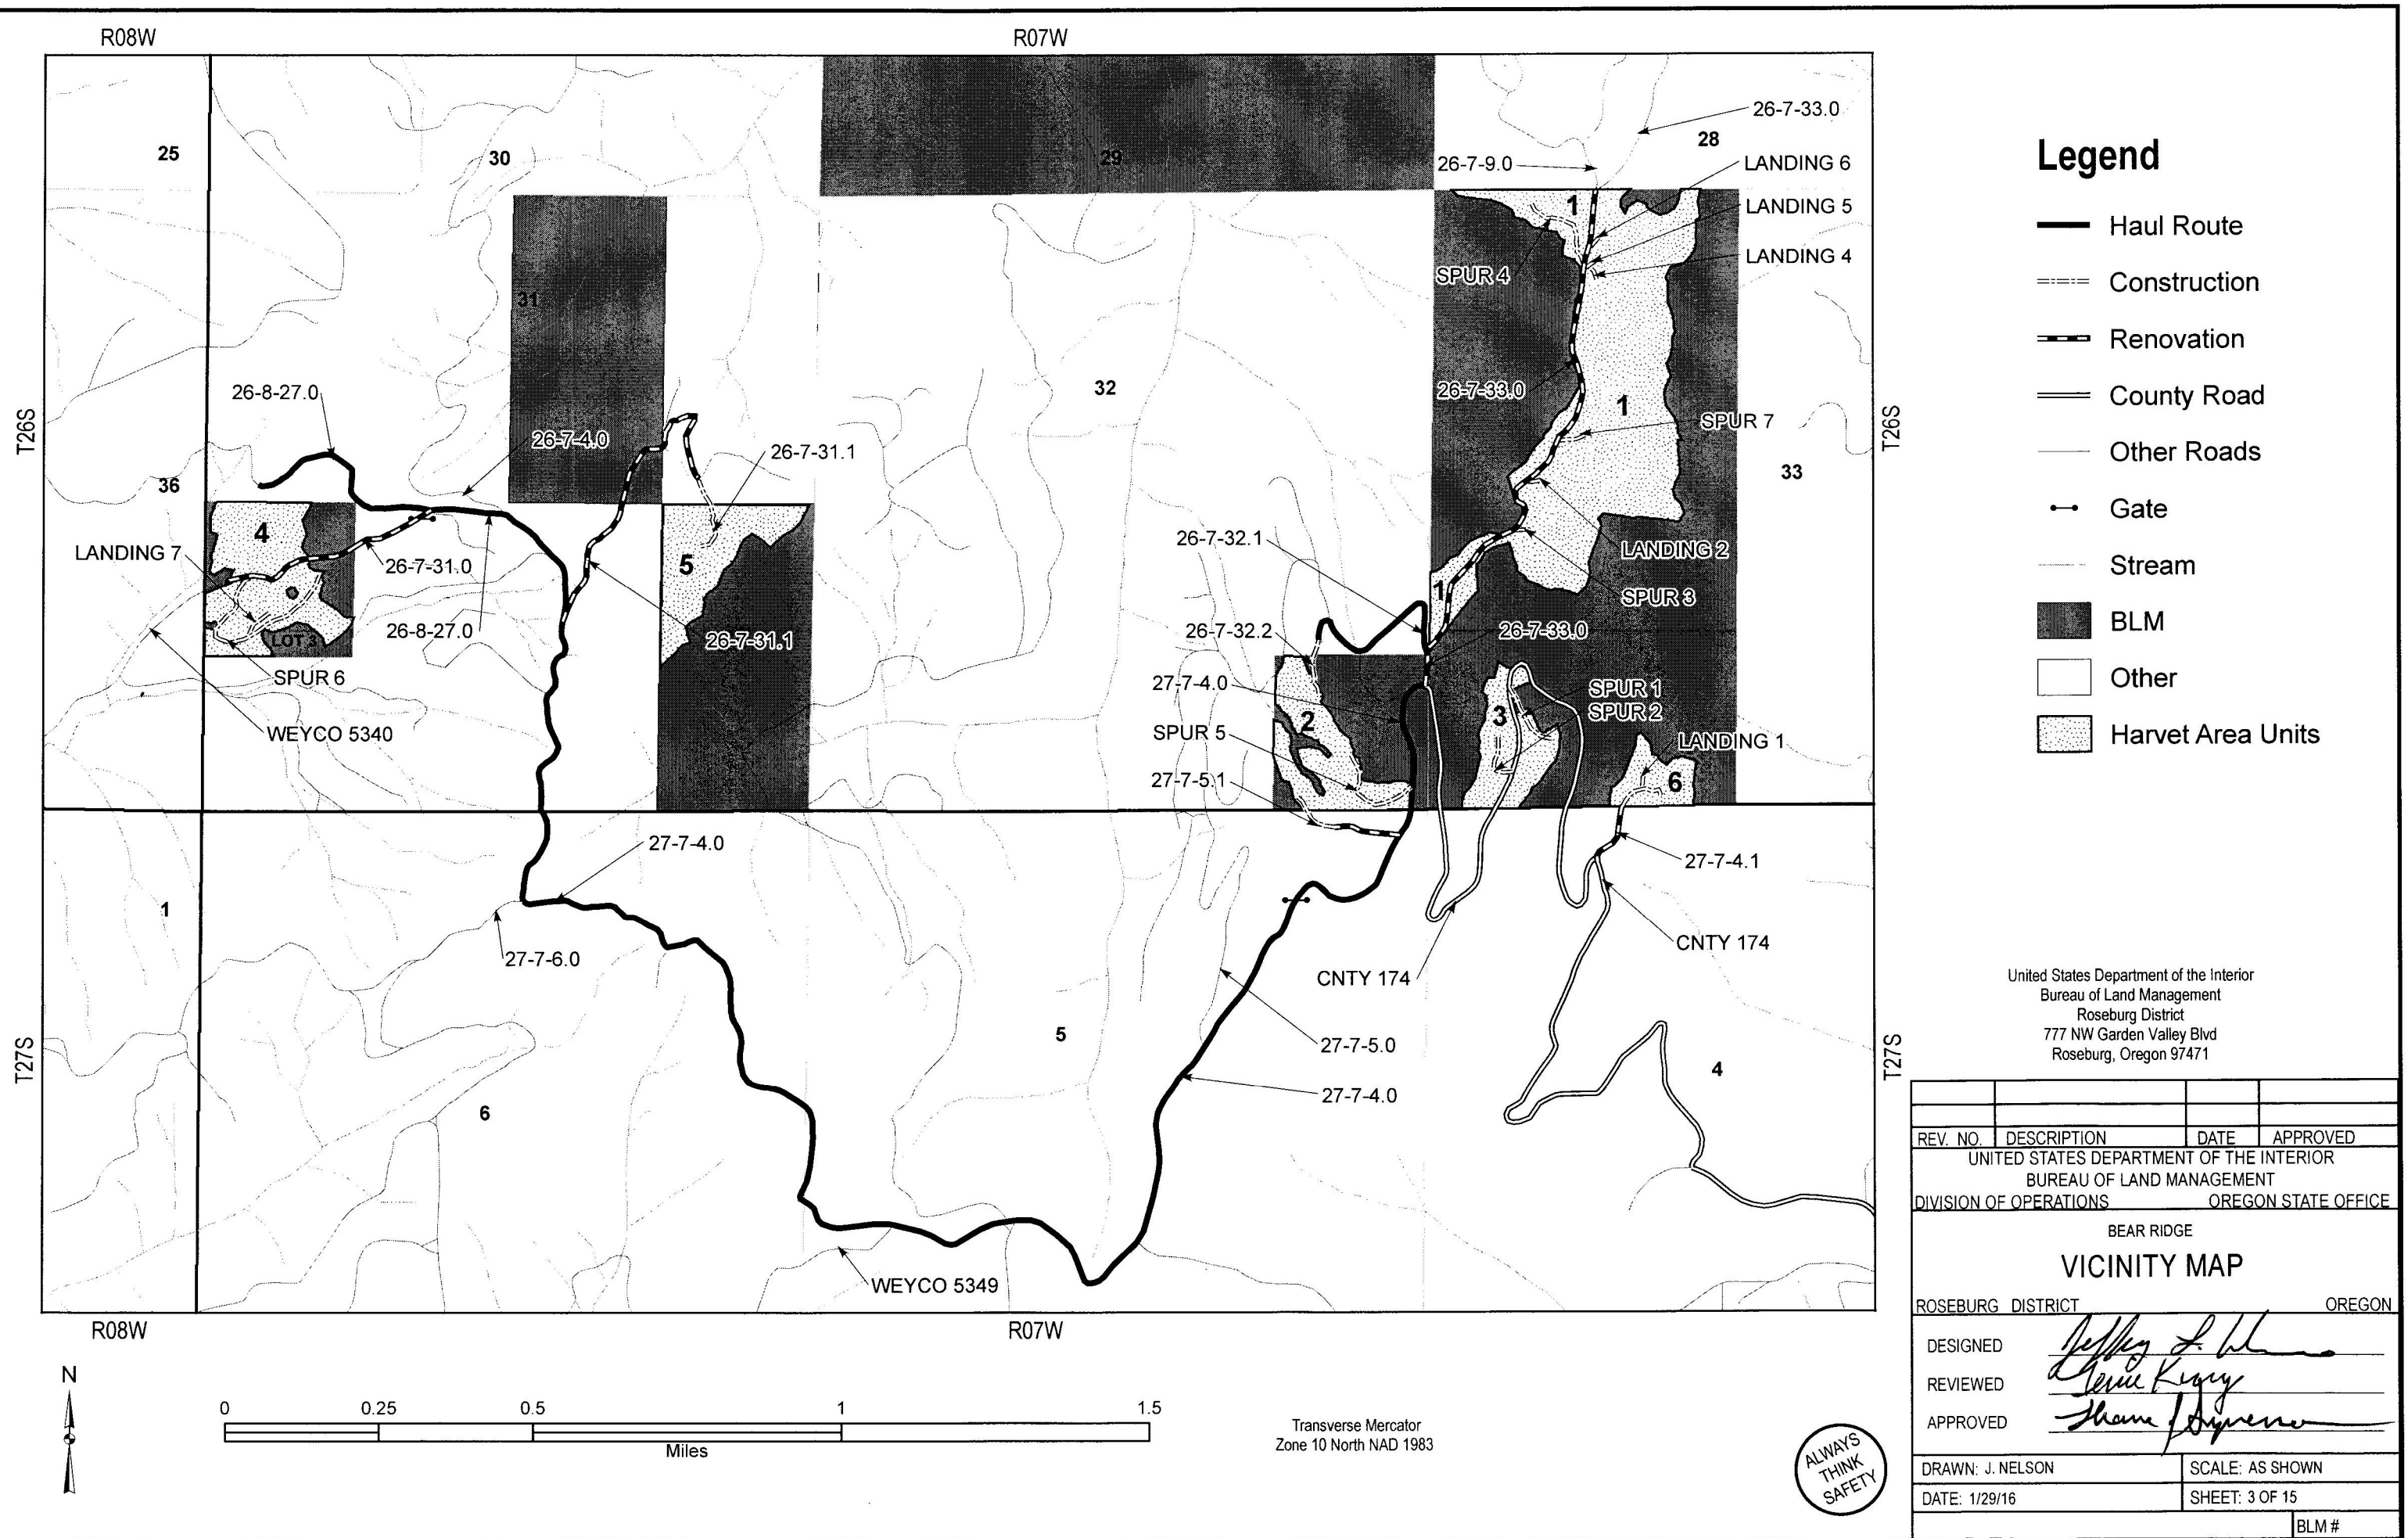 R08W
R07W
25
30
29
28
26-7-33.0
26-7-9.0
LANDING 6
LANDING 5
LANDING 4
1
SPUR 4
31
32
33
T26S
T26S
26-8-27.0
26-7-4.0
26-7-33.0
1
SPUR 7
26-7-31.1
36
4
LANDING 7
26-7-31.0
5
26-7-32.1
LANDING 2
1
SPUR 3
26-8-27.0
LOT 3
26-7-31.1
26-7-32.2
26-7-33.0
SPUR 6
27-7-4.0
SPUR 1
SPUR 2
WEYCO 5340
2
3
SPUR 5
LANDING 1
27-7-5.1
6
27-7-4.0
27-7-4.1
1
27-7-6.0
CNTY 174
CNTY 174
5
27-7-5.0
T27S
T27S
27-7-4.0
4
6
WEYCO 5349
R08W
R07W
N
0 0.25 0.5 1 1.5
Miles
Transverse Mercator
Zone 10 North NAD 1983
ALWAYS
THINK
SAFETY
Legend
Haul Route
Construction
Renovation
County Road
Other Roads
Gate
Stream
BLM
Other
Harvet Area Units
United States Department of the Interior
Bureau of Land Management
Roseburg District
777 NW Garden Valley Blvd
Roseburg, Oregon 97471
REV. NO. DESCRIPTION DATE APPROVED
UNITED STATES DEPARTMENT OF THE INTERIOR
BUREAU OF LAND MANAGEMENT
DIVISION OF OPERATIONS OREGON STATE OFFICE
BEAR RIDGE
VICINITY MAP
ROSEBURG DISTRICT OREGON
DESIGNED
REVIEWED
APPROVED
DRAWN: J. NELSON SCALE: AS SHOWN
DATE: 1/29/16 SHEET: 3 OF 15
BLM #